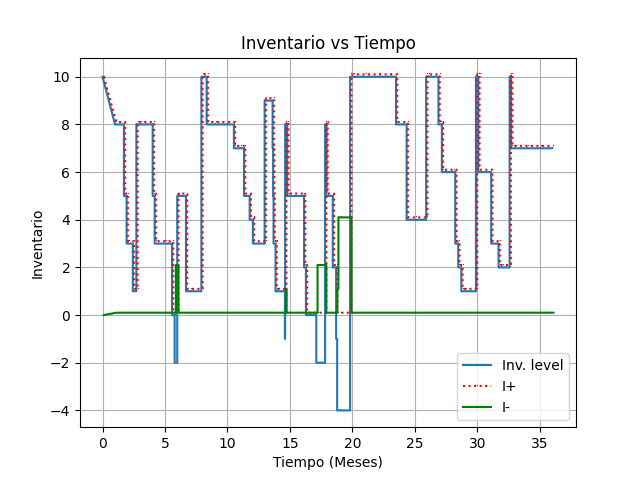 Inventario vs Tiempo
Inventario
10
8
6
4
2
0
−2
−4
0 5 10 15 20 25 30 35
Tiempo (Meses)
Inv. level
I+
I-